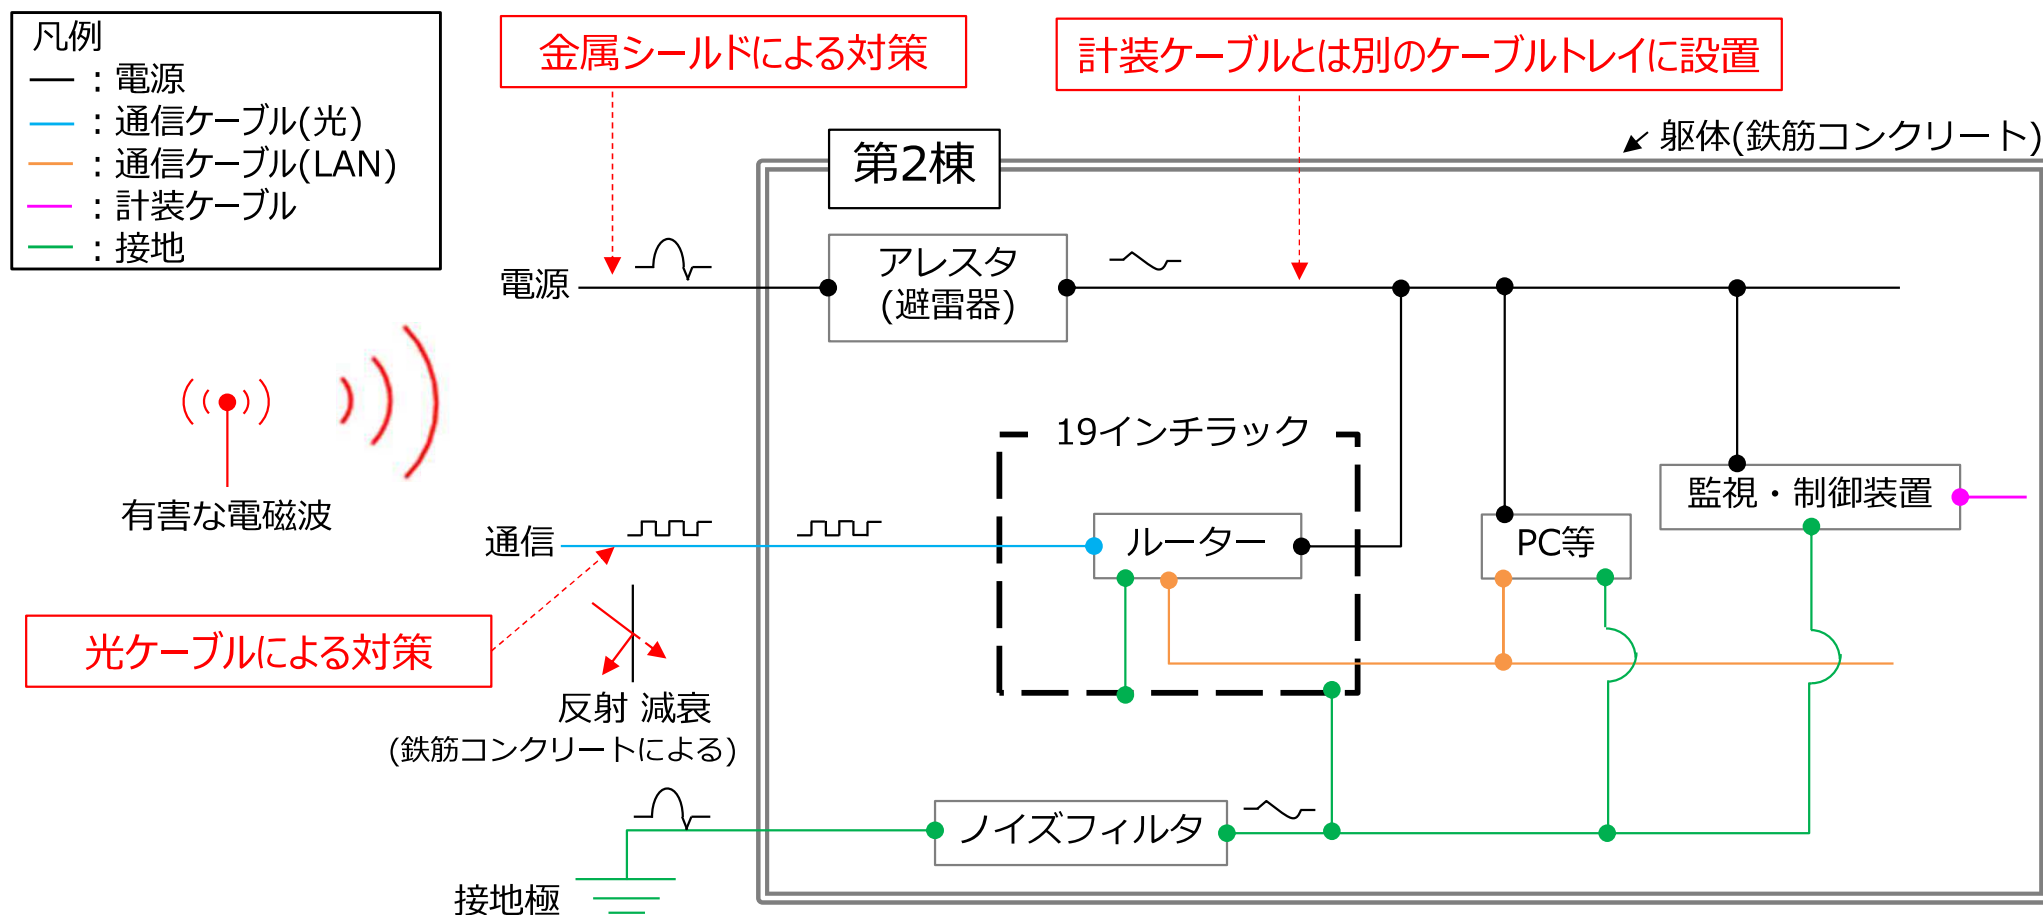 凡例
：電源
：通信ケーブル(光)
：通信ケーブル(LAN)
：計装ケーブル
：接地
金属シールドによる対策
計装ケーブルとは別のケーブルトレイに設置
躯体(鉄筋コンクリート)
第2棟
電源
アレスタ
(避雷器)
19インチラック
有害な電磁波
通信
ルーター
PC等
監視・制御装置
光ケーブルによる対策
反射 減衰
(鉄筋コンクリートによる)
ノイズフィルタ
接地極